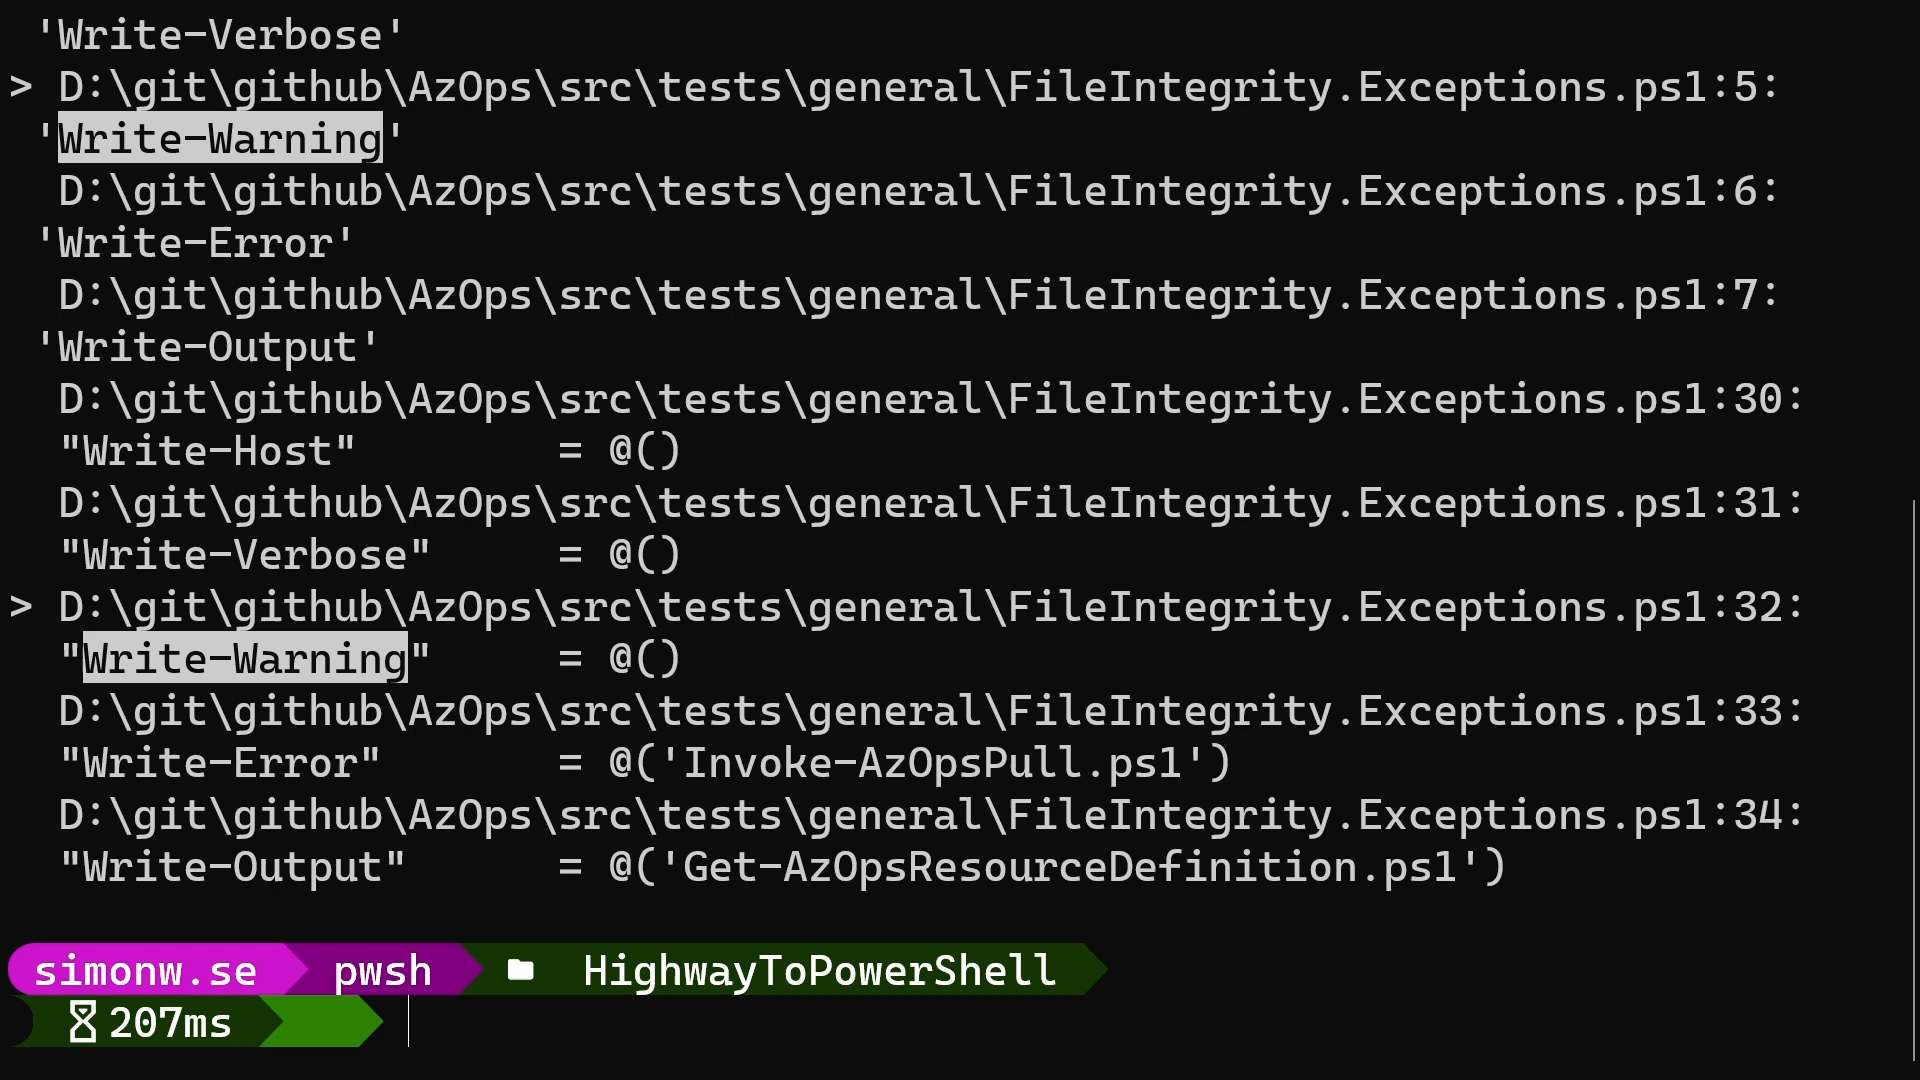 'Write-Verbose'
> D:\git\github\AzOps\src\tests\general\FileIntegrity.Exceptions.ps1:5:
'Write-Warning'
D:\git\github\AzOps\src\tests\general\FileIntegrity.Exceptions.ps1:6:
'Write-Error'
D:\git\github\AzOps\src\tests\general\FileIntegrity.Exceptions.ps1:7:
'Write-Output'
D:\git\github\AzOps\src\tests\general\FileIntegrity.Exceptions.ps1:30:
"Write-Host"        = @()
D:\git\github\AzOps\src\tests\general\FileIntegrity.Exceptions.ps1:31:
"Write-Verbose"     = @()
> D:\git\github\AzOps\src\tests\general\FileIntegrity.Exceptions.ps1:32:
"Write-Warning"     = @()
D:\git\github\AzOps\src\tests\general\FileIntegrity.Exceptions.ps1:33:
"Write-Error"       = @('Invoke-AzOpsPull.ps1')
D:\git\github\AzOps\src\tests\general\FileIntegrity.Exceptions.ps1:34:
"Write-Output"      = @('Get-AzOpsResourceDefinition.ps1')
simonw.se pwsh HighwayToPowerShell
207ms